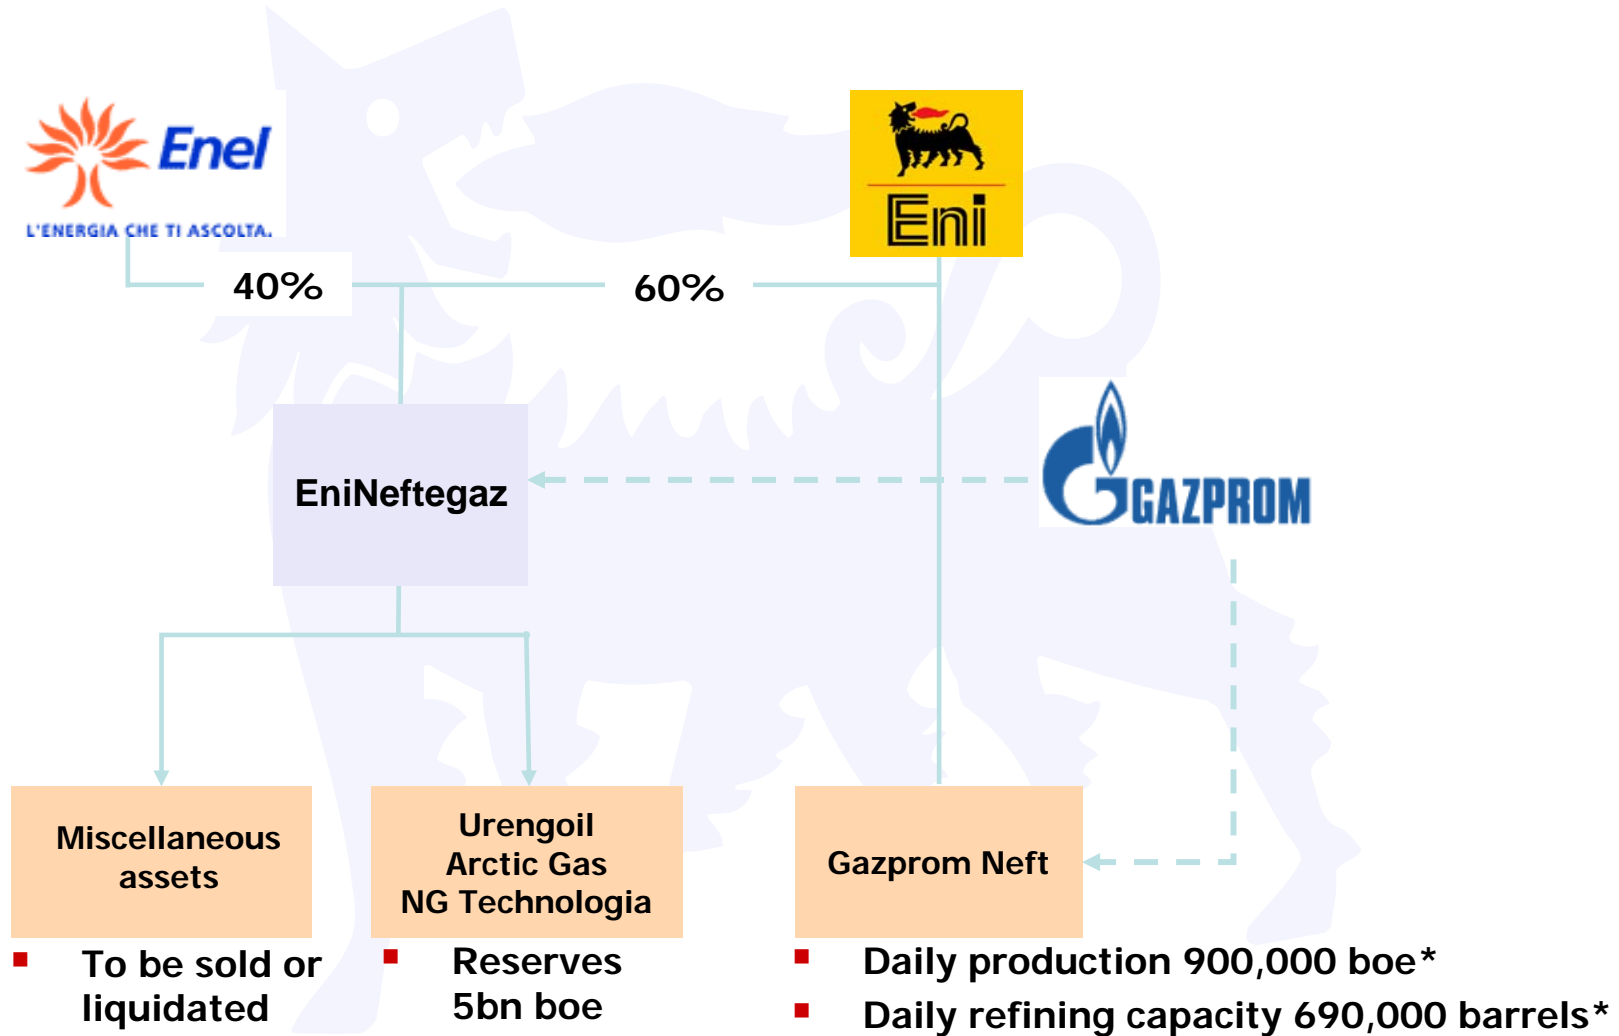 Enel
L'ENERGIA CHE TI ASCOLTA.
Eni
40%
60%
EniNeftegaz
GAZPROM
Miscellaneous
assets
Urengoil
Arctic Gas
NG Technologia
Gazprom Neft
▪ To be sold or
liquidated
▪ Reserves
5bn boe
▪ Daily production 900,000 boe*
▪ Daily refining capacity 690,000 barrels*